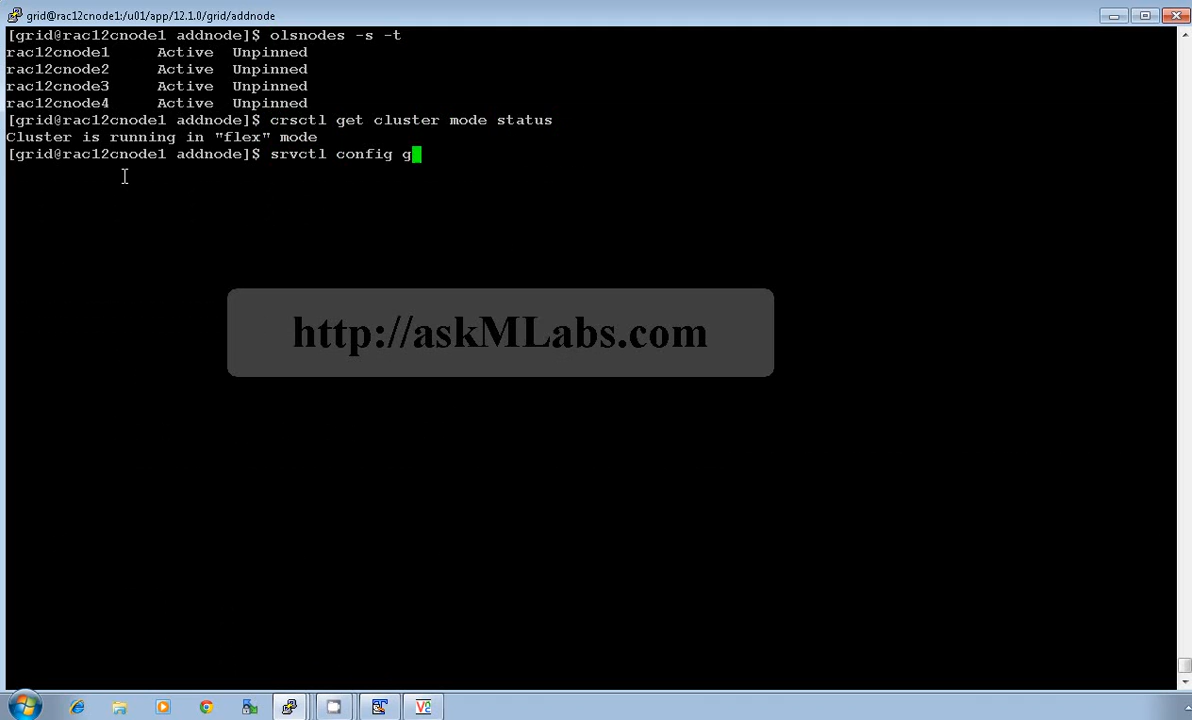 grid@rac12cnode1:/u01/app/12.1.0/grid/addnode
[grid@rac12cnode1 addnode]$ olsnodes -s -t
rac12cnode1     Active  Unpinned
rac12cnode2     Active  Unpinned
rac12cnode3     Active  Unpinned
rac12cnode4     Active  Unpinned
[grid@rac12cnode1 addnode]$ crsctl get cluster mode status
Cluster is running in "flex" mode
[grid@rac12cnode1 addnode]$ srvctl config g
http://askMLabs.com